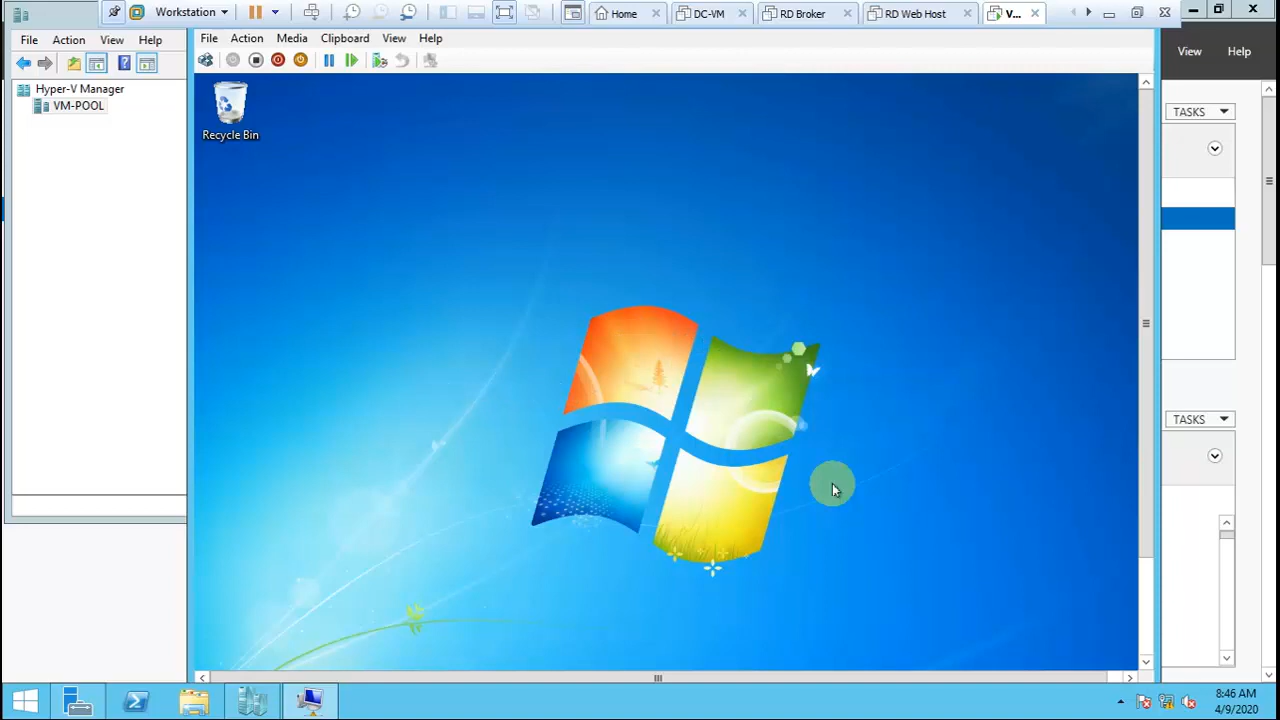 Workstation
Home
DC-VM
RD Broker
RD Web Host
V...
File Action View Help
File Action Media Clipboard View Help
View Help
Hyper-V Manager
VM-POOL
Recycle Bin
TASKS
TASKS
8:46 AM
4/9/2020